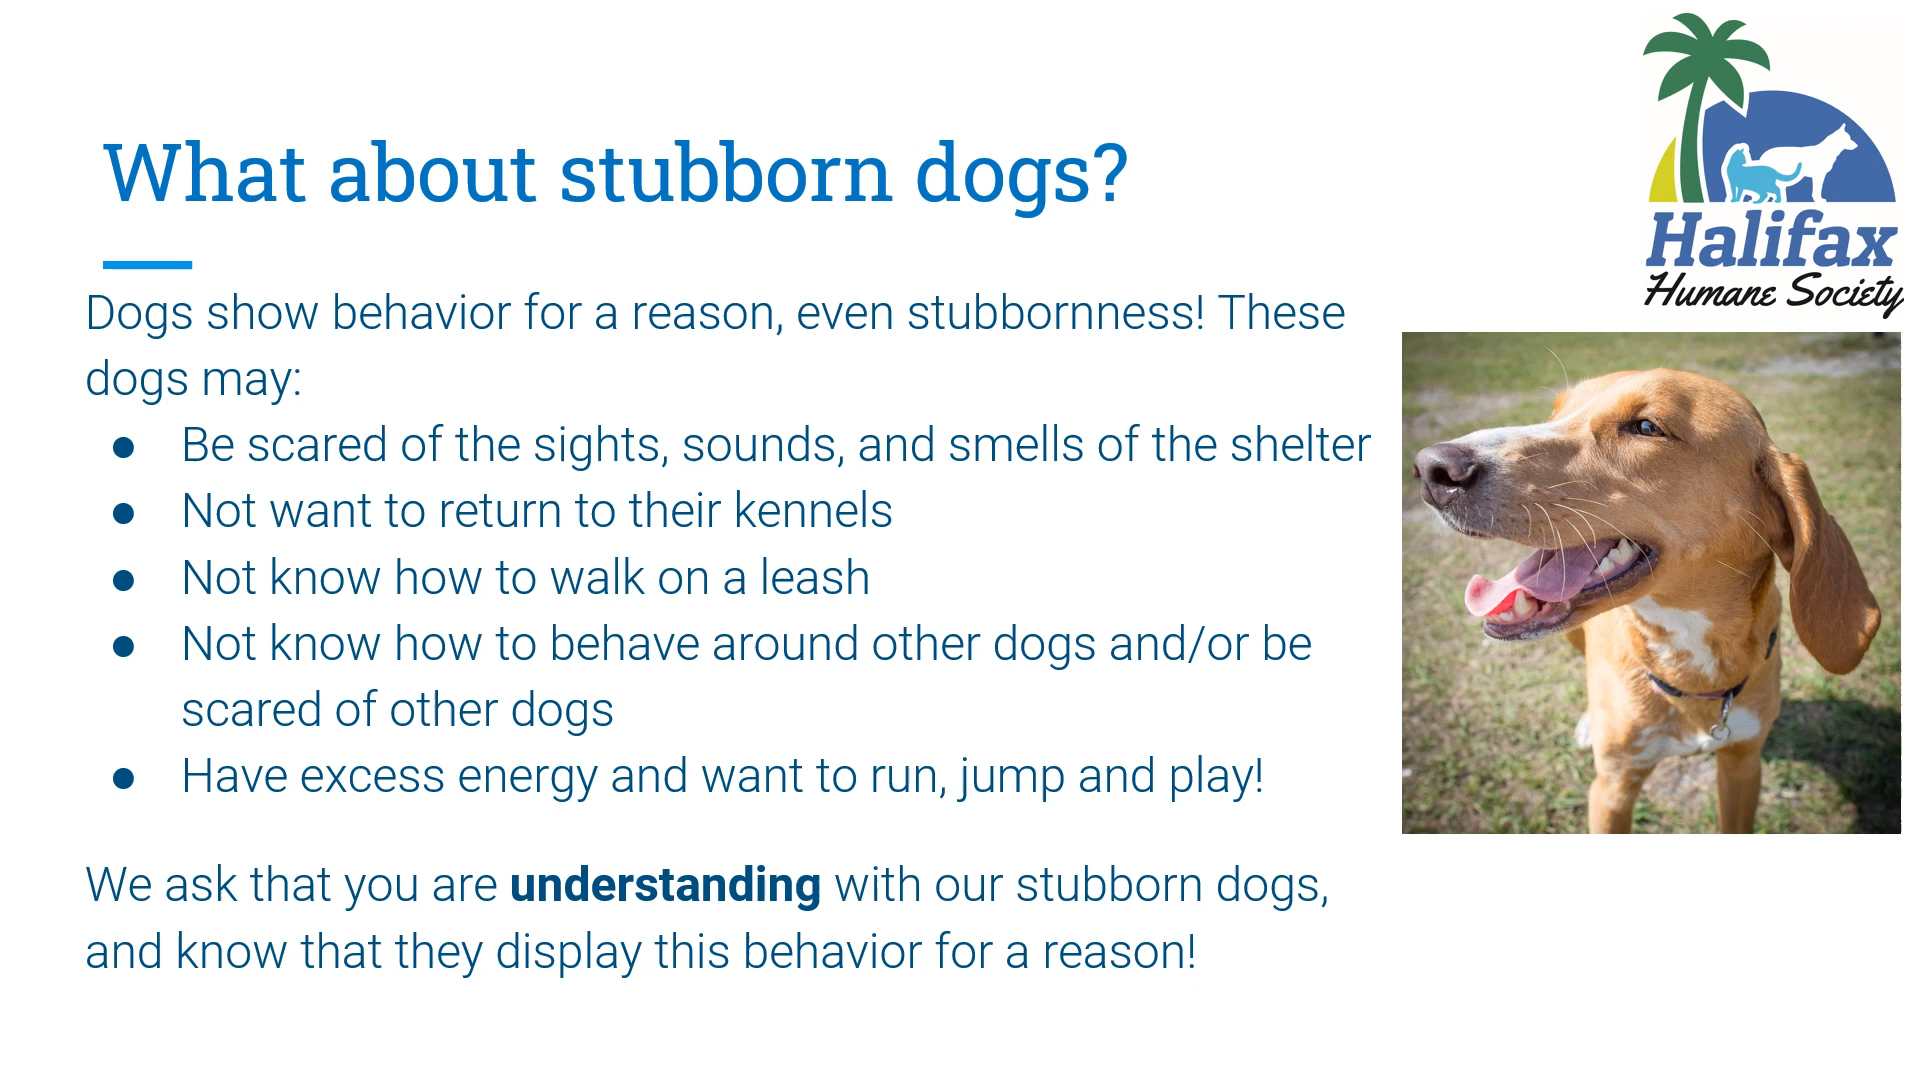 What about stubborn dogs?
Halifax
Humane Society
Dogs show behavior for a reason, even stubbornness! These
dogs may:
● Be scared of the sights, sounds, and smells of the shelter
● Not want to return to their kennels
● Not know how to walk on a leash
● Not know how to behave around other dogs and/or be
scared of other dogs
● Have excess energy and want to run, jump and play!
We ask that you are understanding with our stubborn dogs,
and know that they display this behavior for a reason!